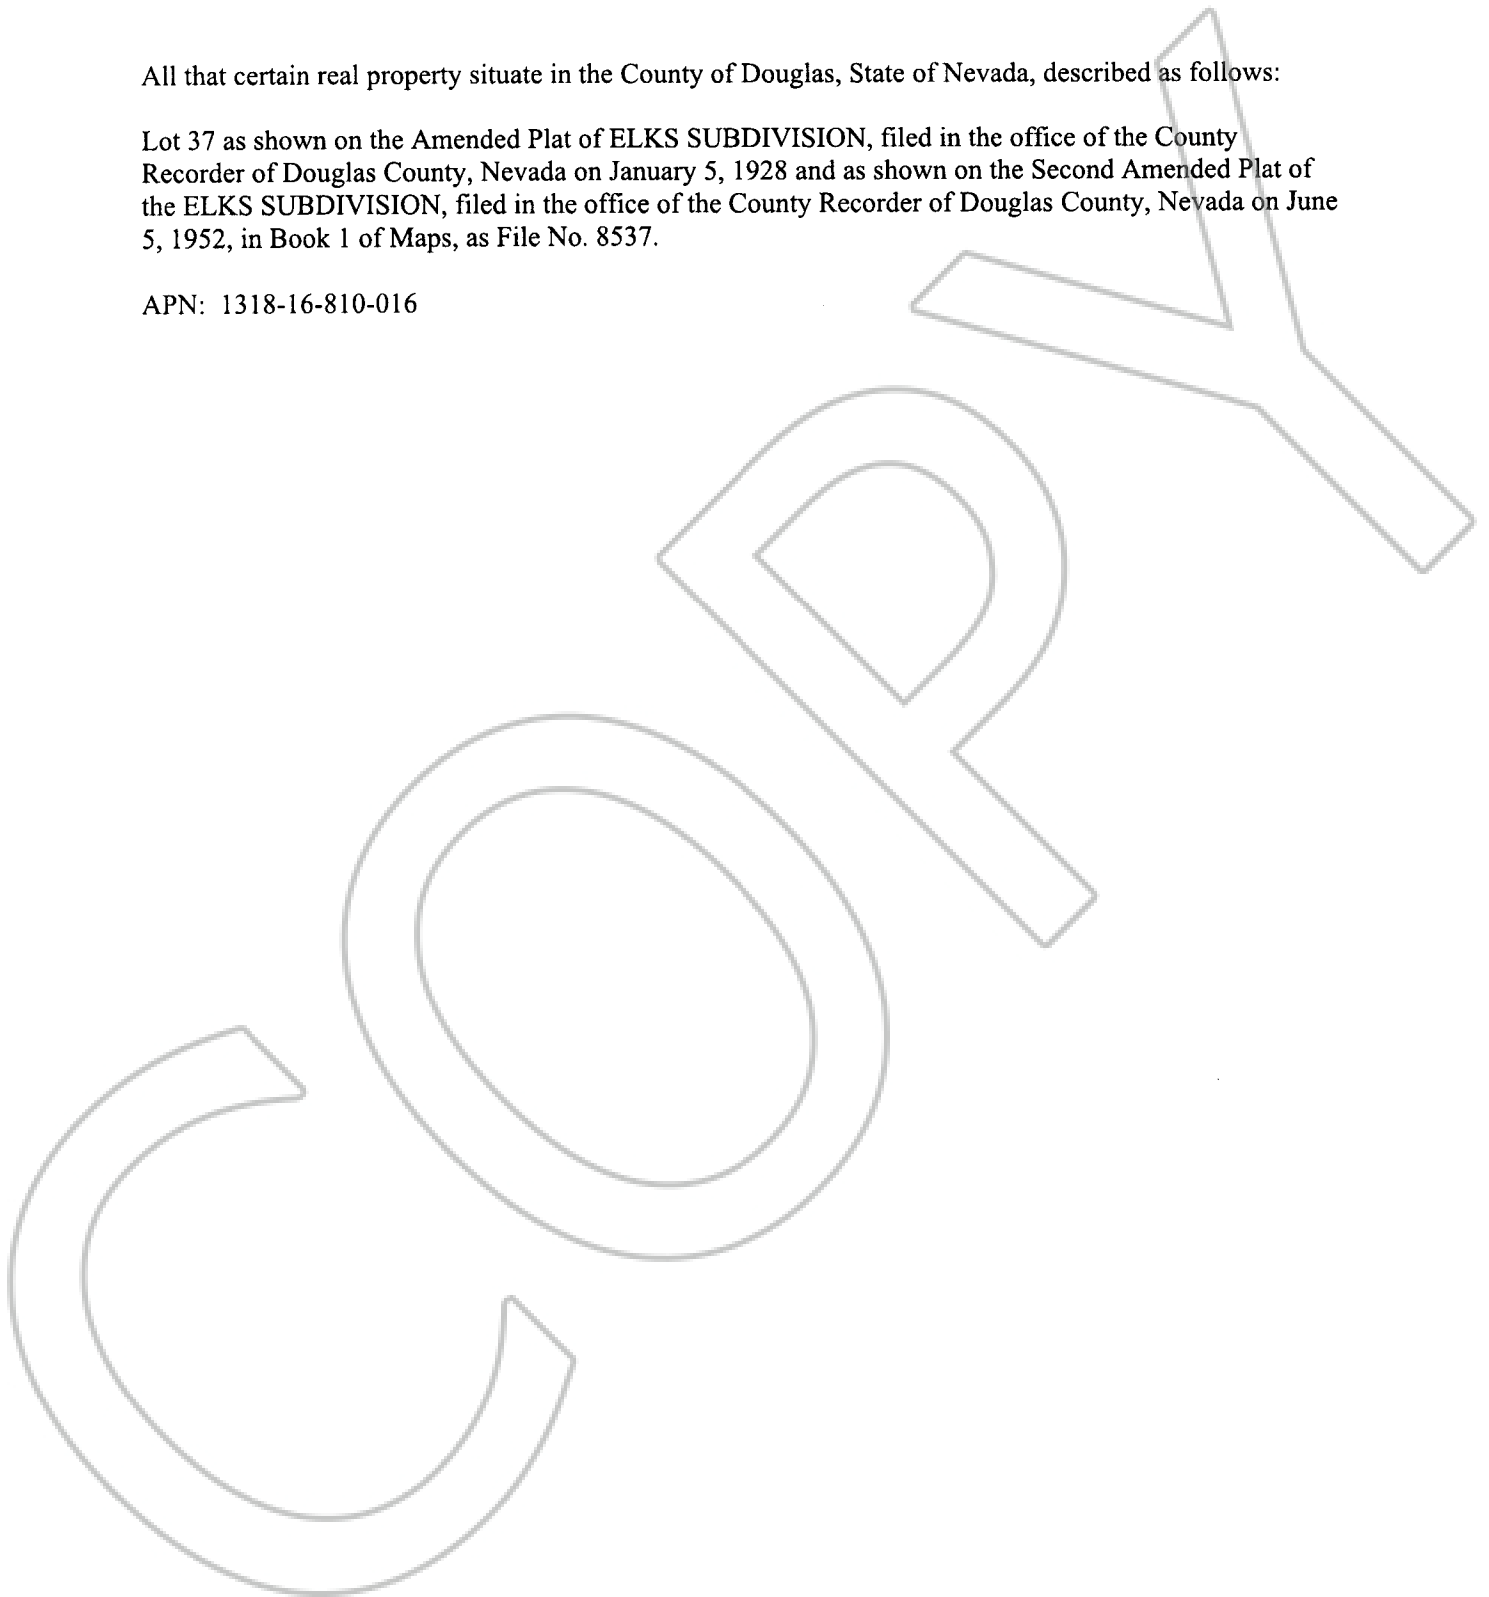 All that certain real property situate in the County of Douglas, State of Nevada, described as follows:
Lot 37 as shown on the Amended Plat of ELKS SUBDIVISION, filed in the office of the County
Recorder of Douglas County, Nevada on January 5, 1928 and as shown on the Second Amended Plat of
the ELKS SUBDIVISION, filed in the office of the County Recorder of Douglas County, Nevada on June
5, 1952, in Book 1 of Maps, as File No. 8537.
APN: 1318-16-810-016
COPY